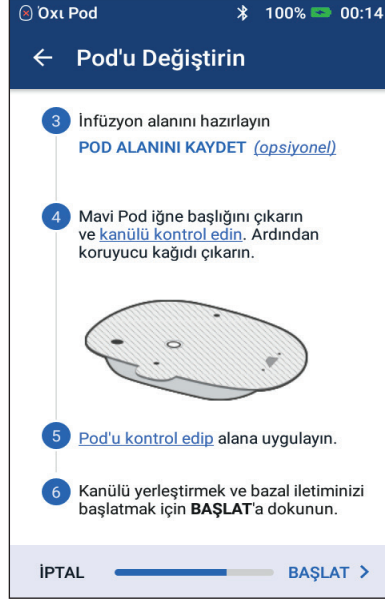 Όχι Pod 100% 00:14
Pod'u Değiştirin
3 İnfüzyon alanını hazırlayın
POD ALANINI KAYDET (opsiyonel)
4 Mavi Pod iğne başlığını çıkarın
ve kanülü kontrol edin. Ardından
koruyucu kağıdı çıkarın.
5 Pod'u kontrol edip alana uygulayın.
6 Kanülü yerleştirmek ve bazal iletiminizi
başlatmak için BAŞLAT'a dokunun.
İPTAL BAŞLAT